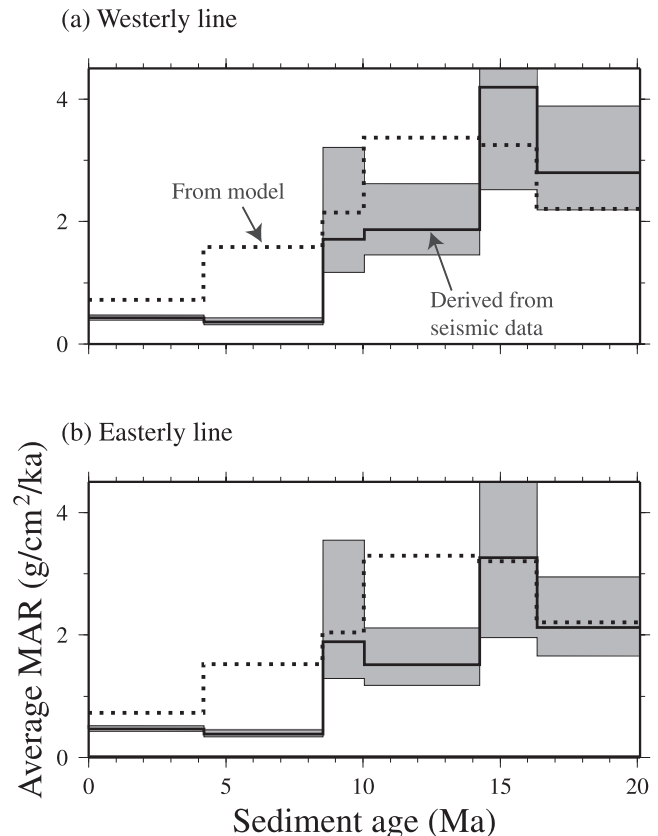 (a) Westerly line
4
2
0
From model
Derived from
seismic data
(b) Easterly line
4
2
0
0 5 10 15 20
Average MAR (g/cm²/ka)
Sediment age (Ma)